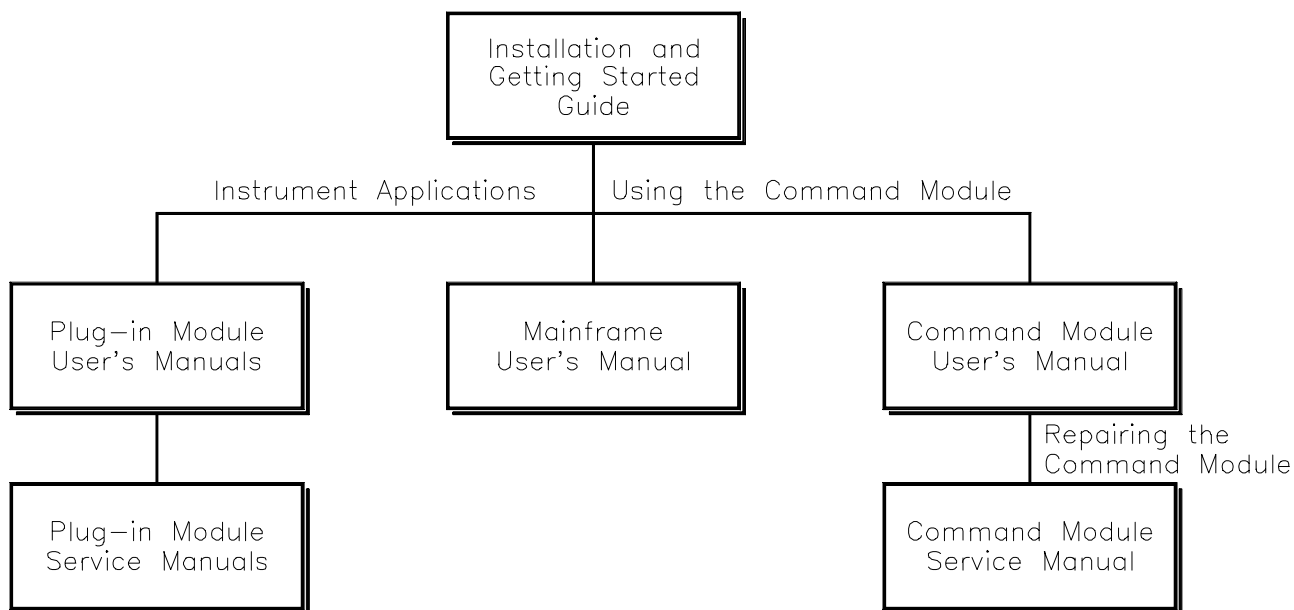 Installation and
Getting Started
Guide
Instrument Applications
Using the Command Module
Plug-in Module
User's Manuals
Mainframe
User's Manual
Command Module
User's Manual
Repairing the
Command Module
Plug-in Module
Service Manuals
Command Module
Service Manual